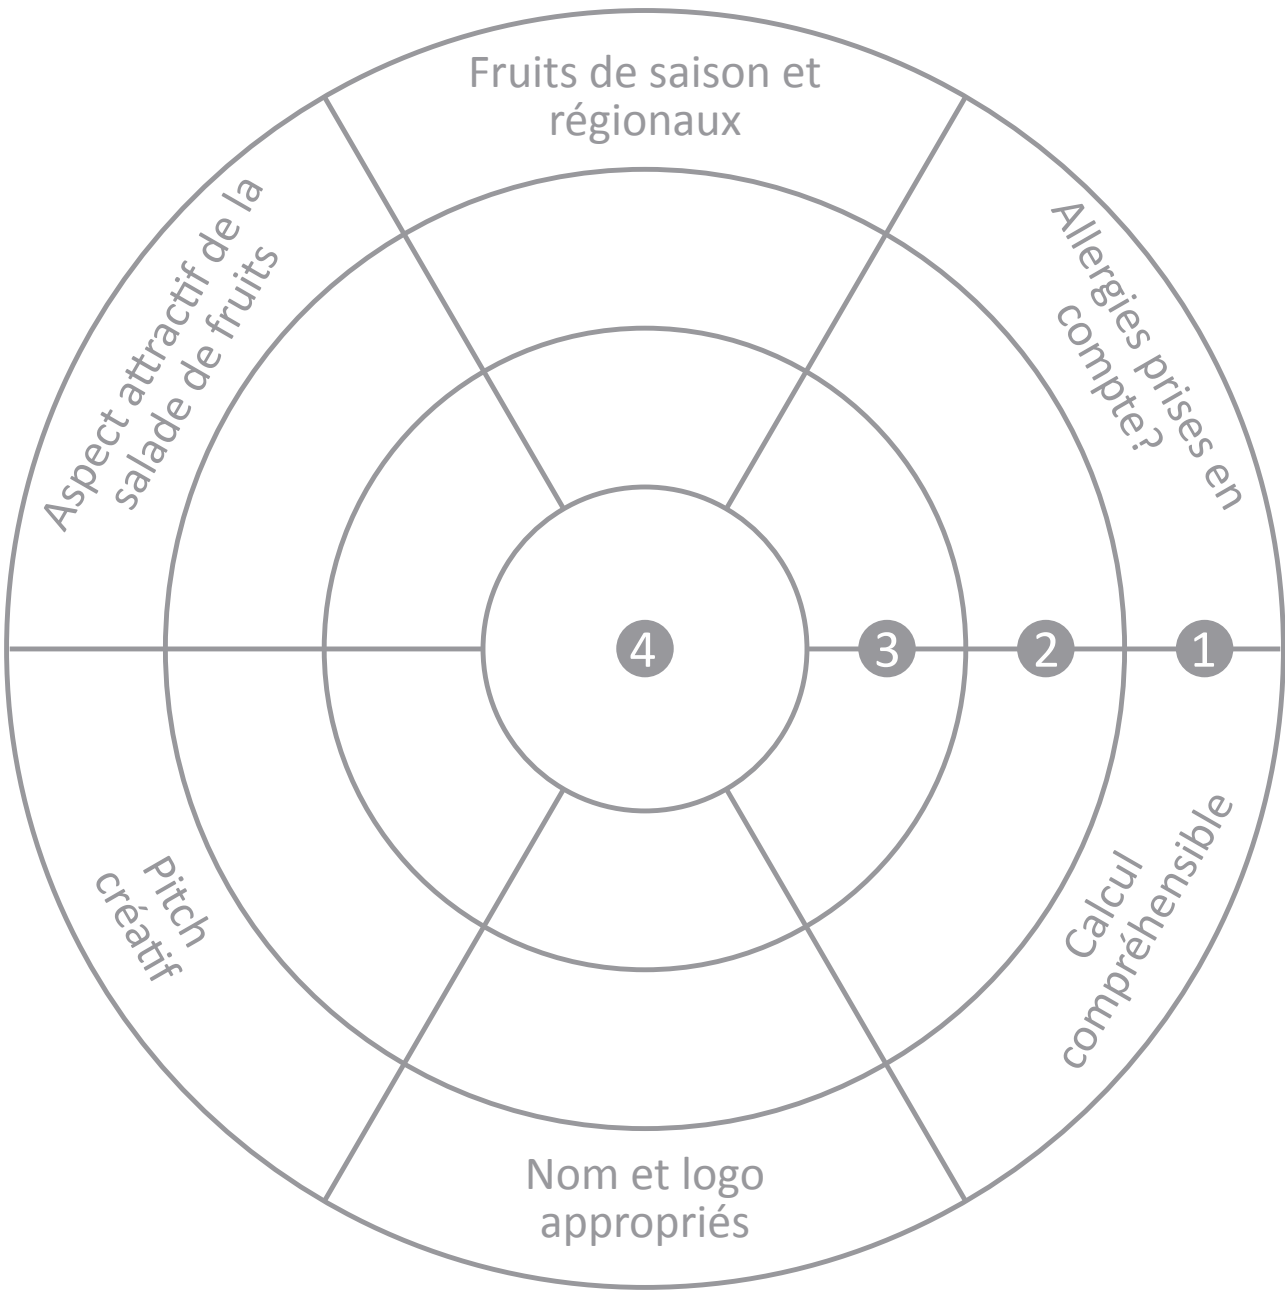 Fruits de saison et
régionaux
Aspect attractif de la
salade de fruits
Allergies prises en
compte?
4
3
2
1
Pitch
créatif
Calcul
compréhensible
Nom et logo
appropriés